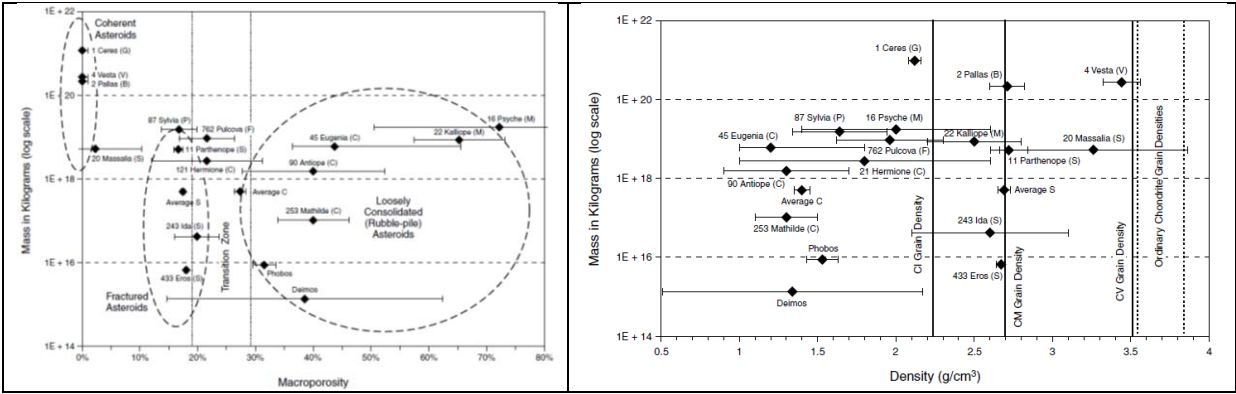 1E + 22
1E + 20
1E + 18
1E + 16
1E + 14
Mass in Kilograms (log scale)
Coherent
Asteroids
1 Ceres (G)
4 Vesta (V)
2 Pallas (B)
87 Sylvia (P)
762 Pulcova (F)
16 Psyche (M)
45 Eugenia (C)
22 Kalliope (M)
11 Parthenope (S)
20 Massalia (S)
121 Hermione (C)
90 Antiope (C)
Average S
Average C
Loosely
Consolidated
(Rubble-pile)
Asteroids
253 Mathilde (C)
243 Ida (S)
Transition Zone
433 Eros (S)
Phobos
Fractured
Asteroids
Deimos
0%
10%
20%
30%
40%
50%
60%
70%
80%
Macroporosity
1E + 22
1E + 20
1E + 18
1E + 16
1E + 14
Mass in Kilograms (log scale)
1 Ceres (G)
2 Pallas (B)
4 Vesta (V)
87 Sylvia (P)
16 Psyche (M)
45 Eugenia (C)
22 Kalliope (M)
20 Massalia (S)
762 Pulcova (F)
11 Parthenope (S)
21 Hermione (C)
90 Antiope (C)
Average C
Average S
253 Mathilde (C)
243 Ida (S)
Phobos
433 Eros (S)
Deimos
CI Grain Density
CM Grain Density
CV Grain Density
Ordinary Chondrite Grain Densities
0.5
1
1.5
2
2.5
3
3.5
4
Density (g/cm³)